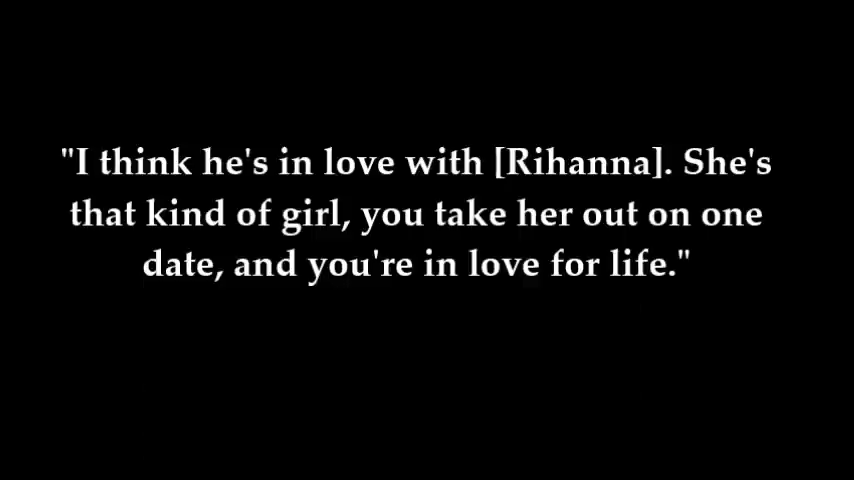 "I think he's in love with [Rihanna]. She's
that kind of girl, you take her out on one
date, and you're in love for life."